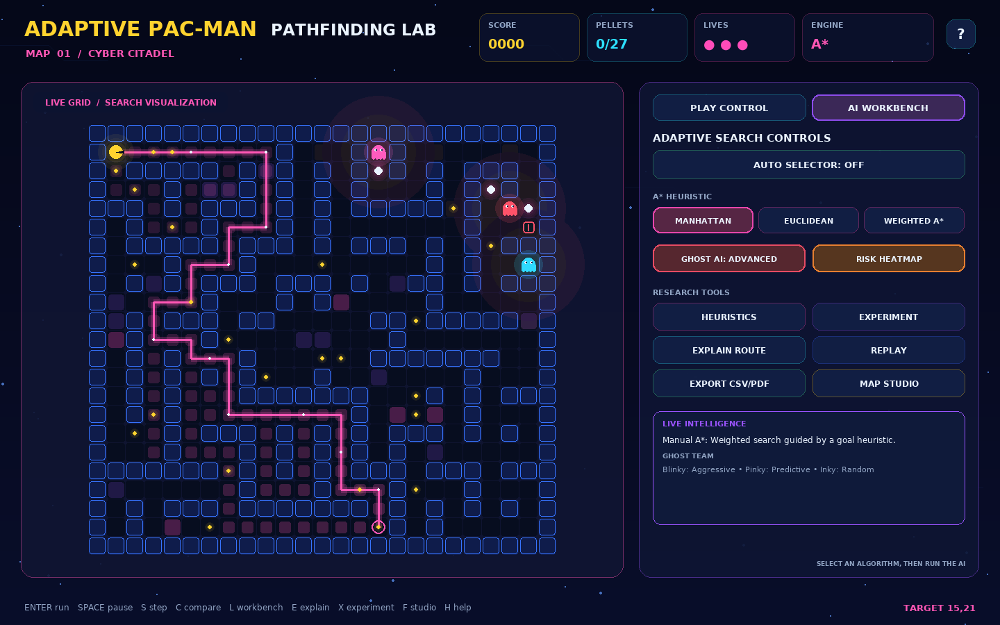 ADAPTIVE PAC-MAN PATHFINDING LAB
MAP 01 / CYBER CITADEL
SCORE
0000
PELLETS
0/27
LIVES
ENGINE
A*
?
LIVE GRID / SEARCH VISUALIZATION
PLAY CONTROL
AI WORKBENCH
ADAPTIVE SEARCH CONTROLS
AUTO SELECTOR: OFF
A* HEURISTIC
MANHATTAN
EUCLIDEAN
WEIGHTED A*
GHOST AI: ADVANCED
RISK HEATMAP
RESEARCH TOOLS
HEURISTICS
EXPERIMENT
EXPLAIN ROUTE
REPLAY
EXPORT CSV/PDF
MAP STUDIO
LIVE INTELLIGENCE
Manual A*: Weighted search guided by a goal heuristic.
GHOST TEAM
Blinky: Aggressive • Pinky: Predictive • Inky: Random
SELECT AN ALGORITHM, THEN RUN THE AI
ENTER run SPACE pause S step C compare L workbench E explain X experiment F studio H help
TARGET 15,21